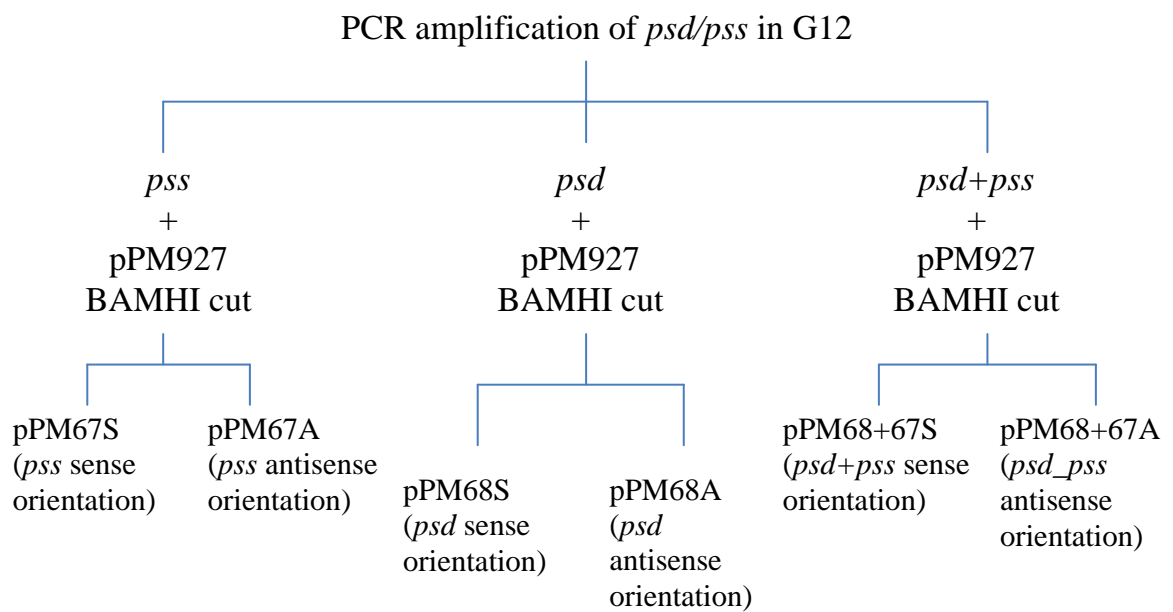 PCR amplification of psd/pss in G12
pss
+
pPM927
BAMHI cut
psd
+
pPM927
BAMHI cut
psd+pss
+
pPM927
BAMHI cut
pPM67S
(pss sense
orientation)
pPM67A
(pss antisense
orientation)
pPM68S
(psd sense
orientation)
pPM68A
(psd
antisense
orientation)
pPM68+67S
(psd+pss sense
orientation)
pPM68+67A
(psd_pss
antisense
orientation)